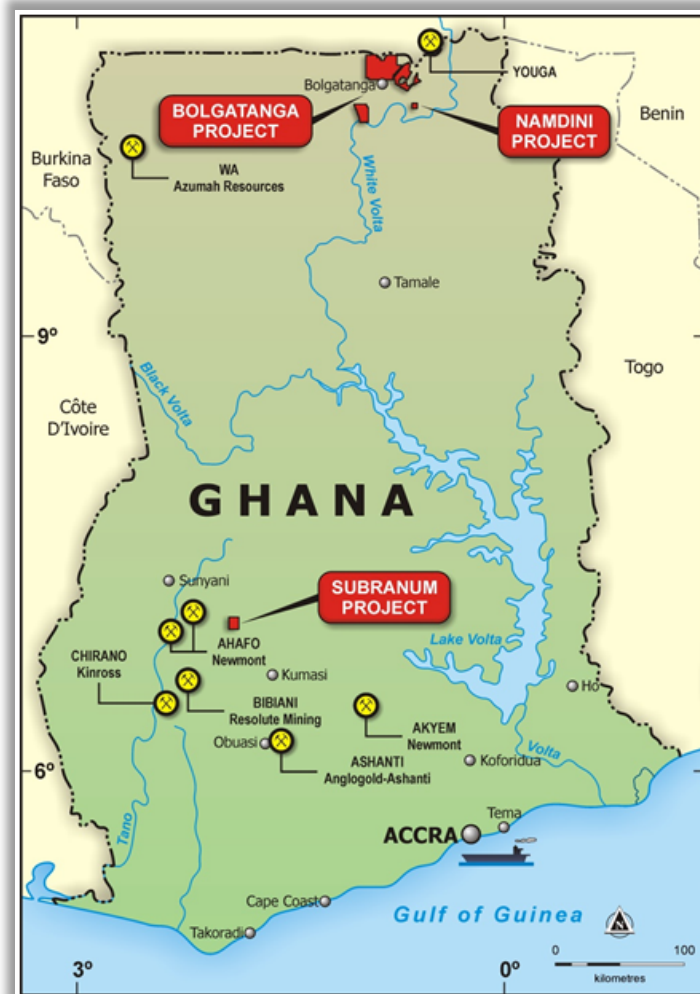 YOUGA
Bolgatanga
BOLGATANGA
PROJECT
NAMDINI
PROJECT
Benin
Burkina
Faso
WA
Azumah Resources
White Volta
Tamale
9º
Togo
Black Volta
Côte
D'Ivoire
GHANA
Sunyani
SUBRANUM
PROJECT
AHAFO
Newmont
Lake Volta
CHIRANO
Kinross
Kumasi
Ho
BIBIANI
Resolute Mining
AKYEM
Newmont
Obuasi
ASHANTI
Anglogold-Ashanti
Koforidua
Volta
6º
Tano
Tema
ACCRA
Cape Coast
Gulf of Guinea
N
Takoradi
0 100
kilometres
3º
0º